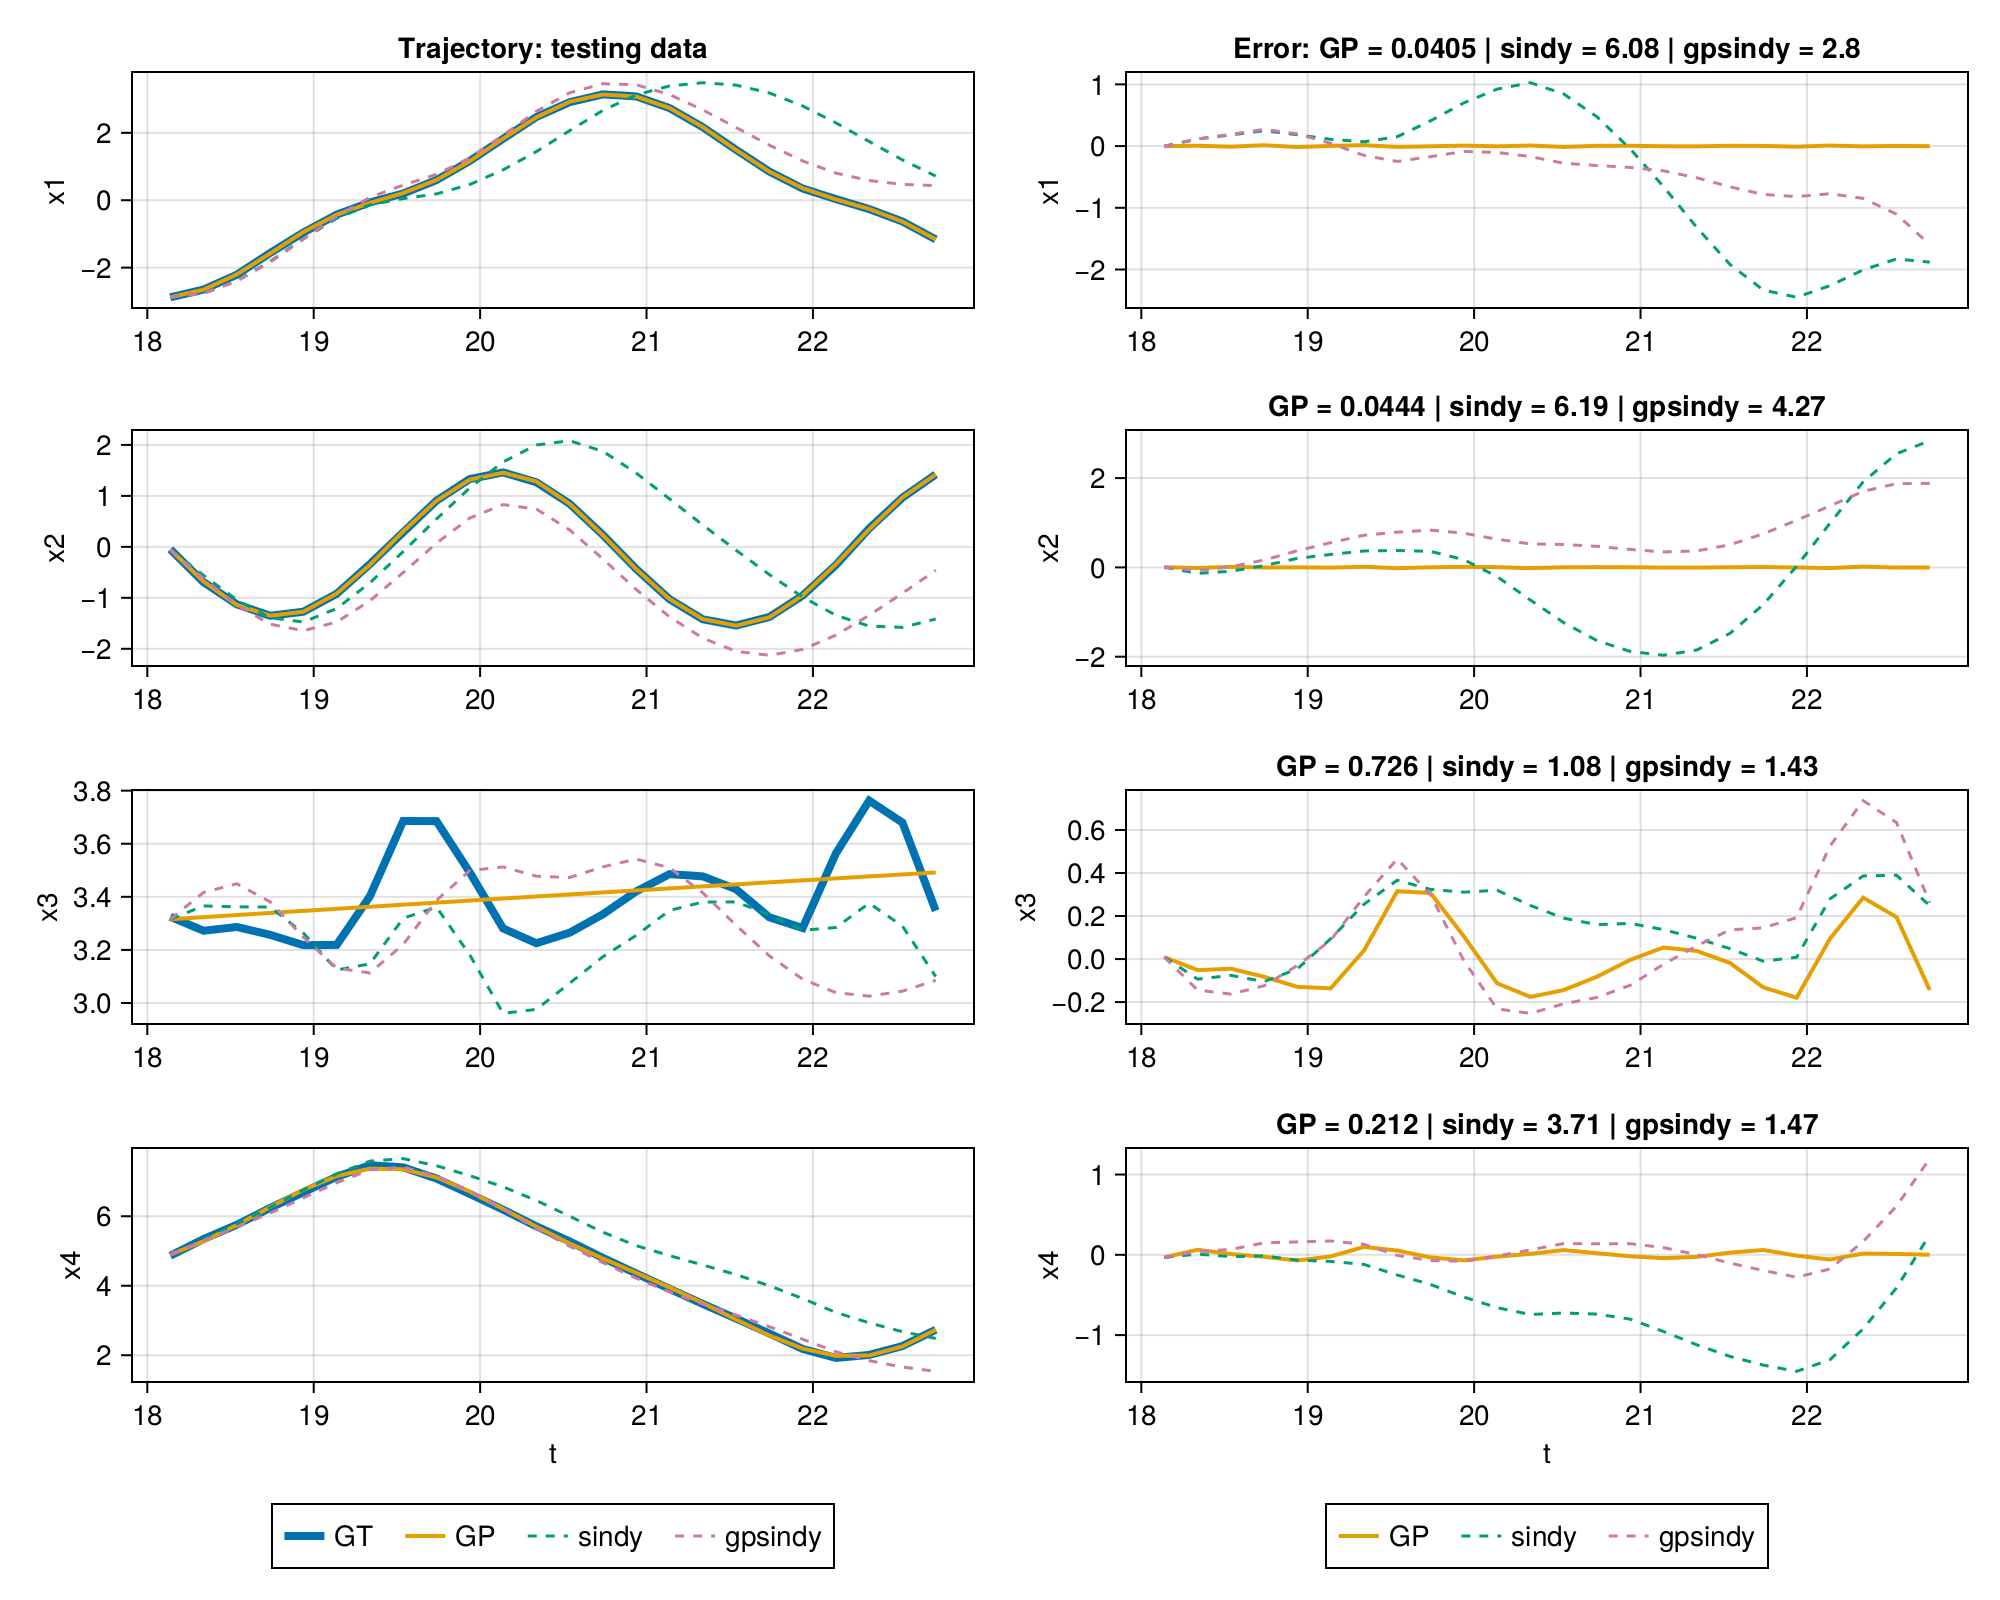 Trajectory: testing data
Error: GP = 0.0405 | sindy = 6.08 | gpsindy = 2.8
x1
2
0
−2
18 19 20 21 22
x1
1
0
−1
−2
18 19 20 21 22
GP = 0.0444 | sindy = 6.19 | gpsindy = 4.27
x2
2
1
0
−1
−2
18 19 20 21 22
x2
2
0
−2
18 19 20 21 22
GP = 0.726 | sindy = 1.08 | gpsindy = 1.43
x3
3.8
3.6
3.4
3.2
3.0
18 19 20 21 22
x3
0.6
0.4
0.2
0.0
−0.2
18 19 20 21 22
GP = 0.212 | sindy = 3.71 | gpsindy = 1.47
x4
6
4
2
18 19 20 21 22
t
x4
1
0
−1
18 19 20 21 22
t
GT GP sindy gpsindy
GP sindy gpsindy